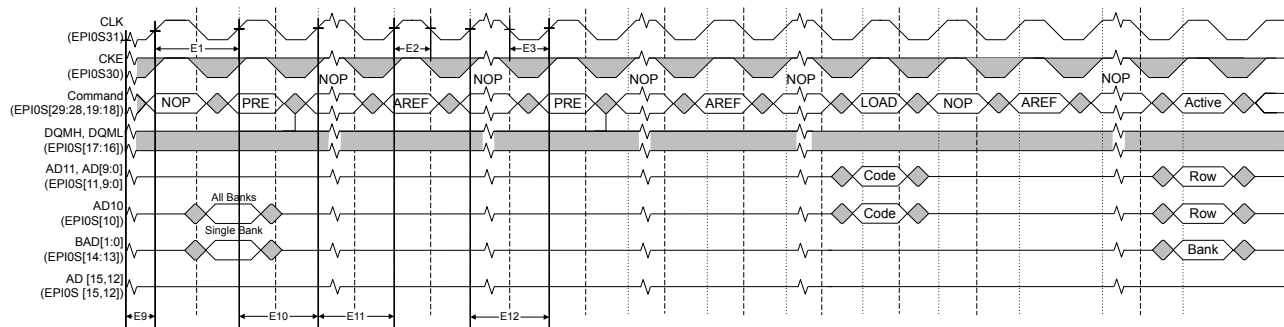 CLK
(EPI0S31)
E1
E2
E3
CKE
(EPI0S30)
NOP
NOP
NOP
NOP
NOP
Command
(EPI0S[29:28,19:18])
NOP
PRE
AREF
PRE
AREF
LOAD
NOP
AREF
Active
DQMH, DQML
(EPI0S[17:16])
AD11, AD[9:0]
(EPI0S[11,9:0]
Code
Row
All Banks
AD10
(EPI0S[10])
Code
Row
Single Bank
BAD[1:0]
(EPI0S[14:13])
Bank
AD [15,12]
(EPI0S [15,12])
E9
E10
E11
E12